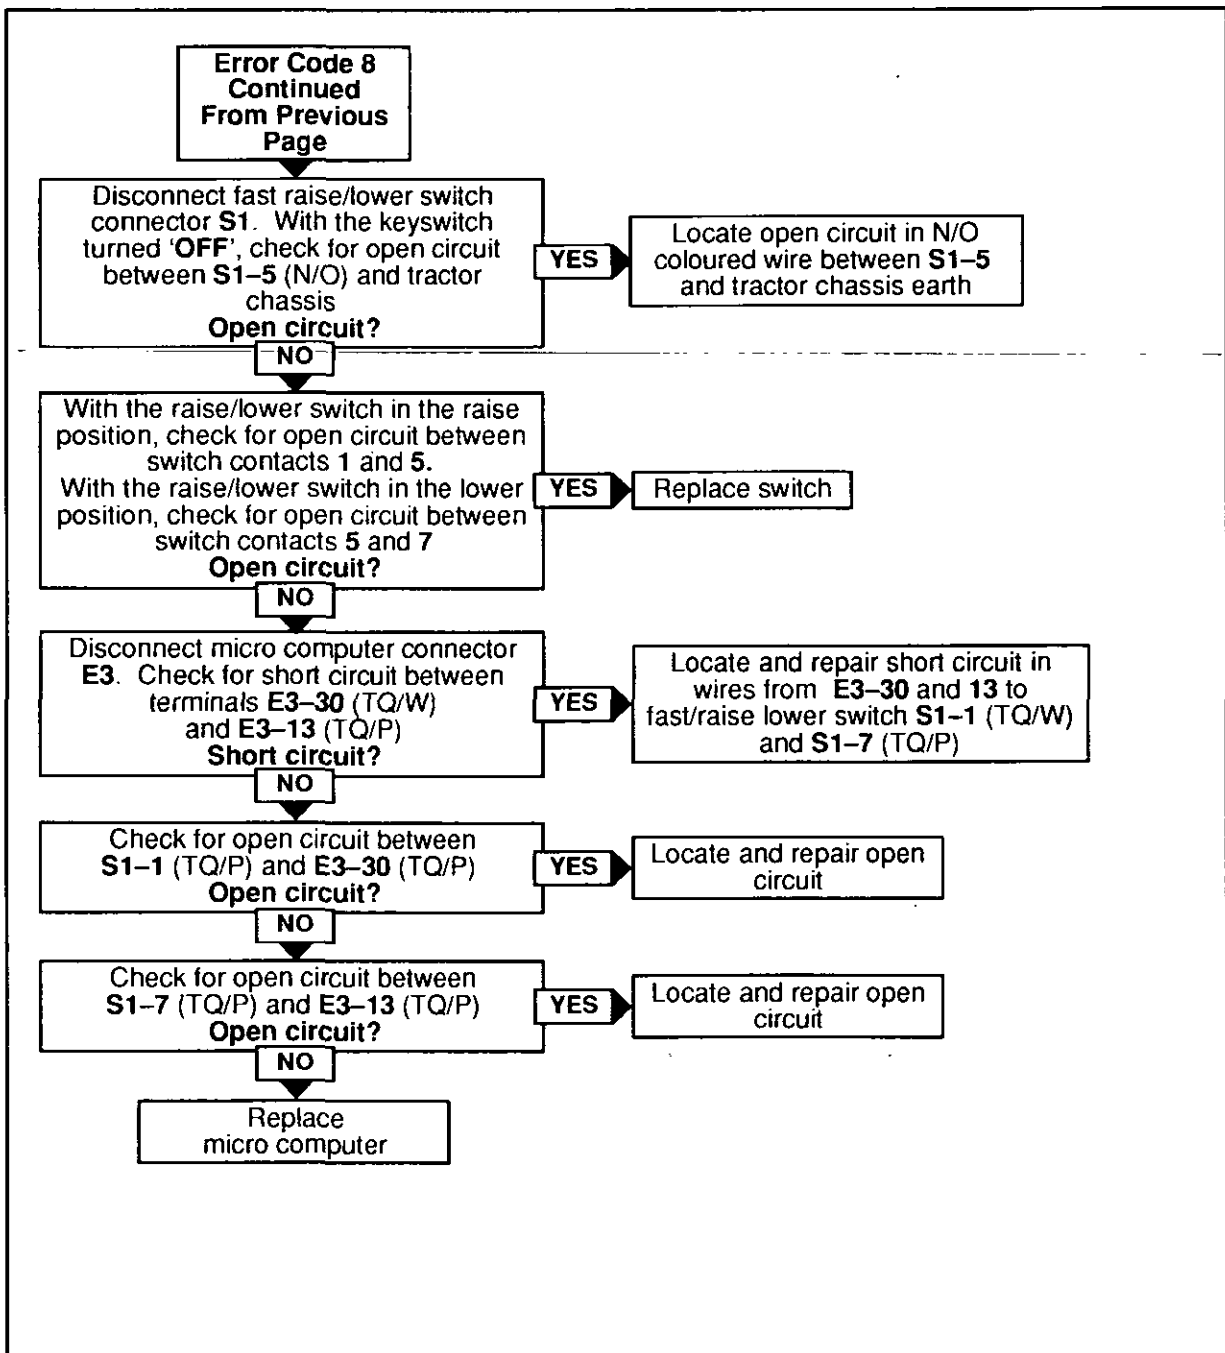 Error Code 8
Continued
From Previous
Page
Disconnect fast raise/lower switch
connector S1. With the keyswitch
turned ‘OFF’, check for open circuit
between S1–5 (N/O) and tractor
chassis
Open circuit?
YES
Locate open circuit in N/O
coloured wire between S1–5
and tractor chassis earth
NO
With the raise/lower switch in the raise
position, check for open circuit between
switch contacts 1 and 5.
With the raise/lower switch in the lower
position, check for open circuit between
switch contacts 5 and 7
Open circuit?
YES
Replace switch
NO
Disconnect micro computer connector
E3. Check for short circuit between
terminals E3–30 (TQ/W)
and E3–13 (TQ/P)
Short circuit?
YES
Locate and repair short circuit in
wires from E3–30 and 13 to
fast/raise lower switch S1–1 (TQ/W)
and S1–7 (TQ/P)
NO
Check for open circuit between
S1–1 (TQ/P) and E3–30 (TQ/P)
Open circuit?
YES
Locate and repair open
circuit
NO
Check for open circuit between
S1–7 (TQ/P) and E3–13 (TQ/P)
Open circuit?
YES
Locate and repair open
circuit
NO
Replace
micro computer